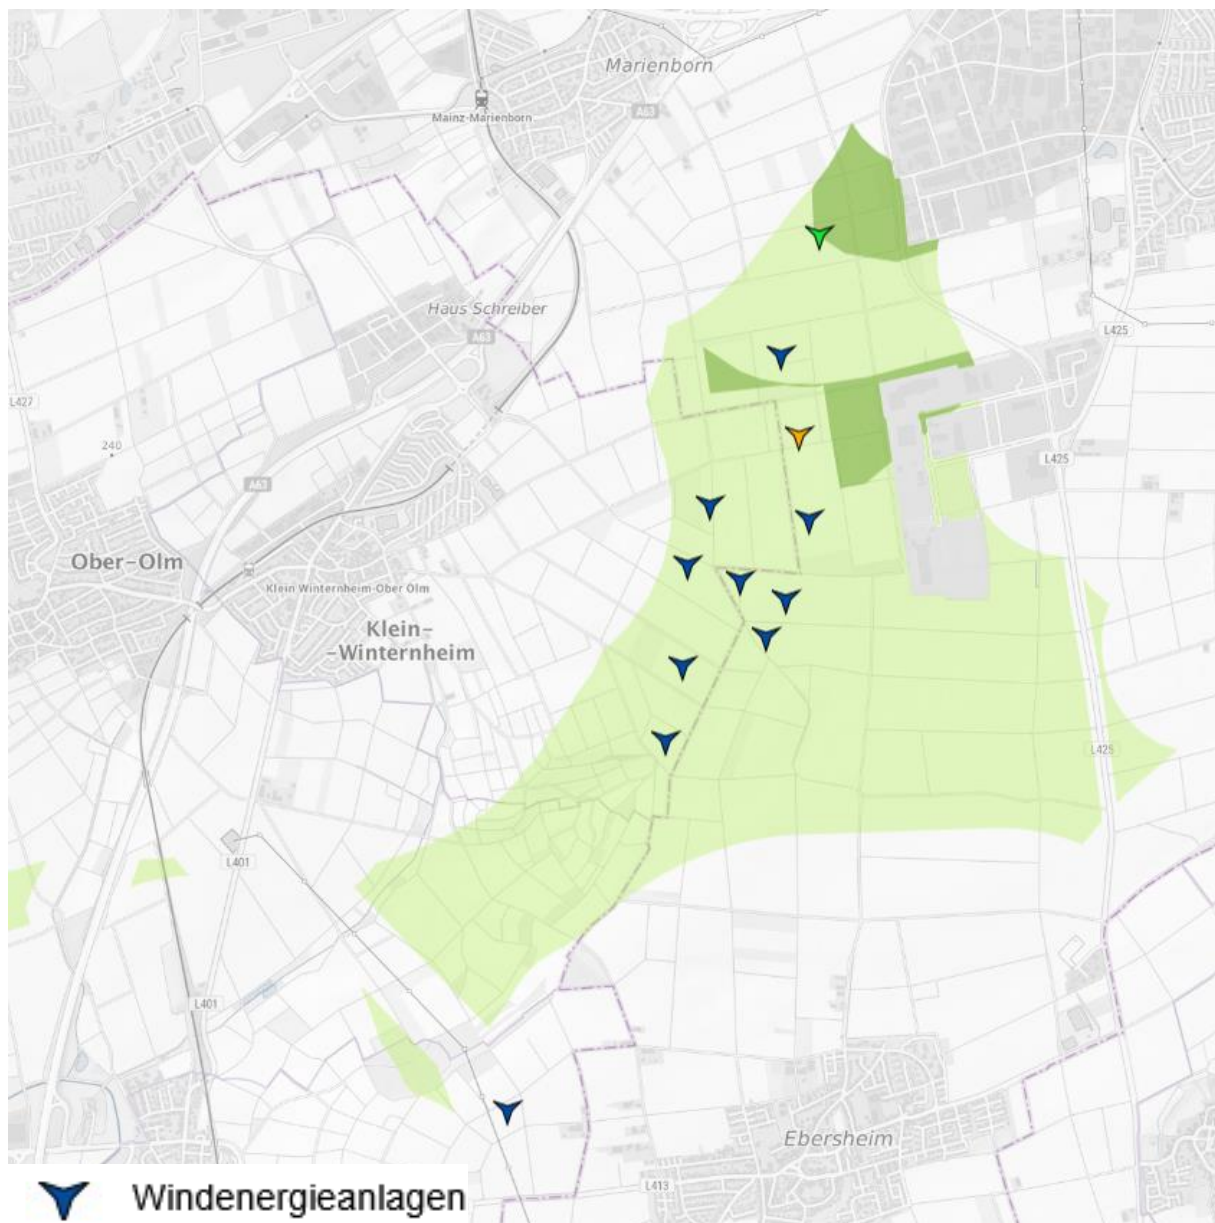 Marienborn
Mainz-Marienborn
A63
Haus Schreiber
A63
L425
L427
240
L425
A63
Ober-Olm
Klein Winternheim-Ober Olm
Klein-
-Winternheim
L425
L401
L401
Ebersheim
L413
Windenergieanlagen